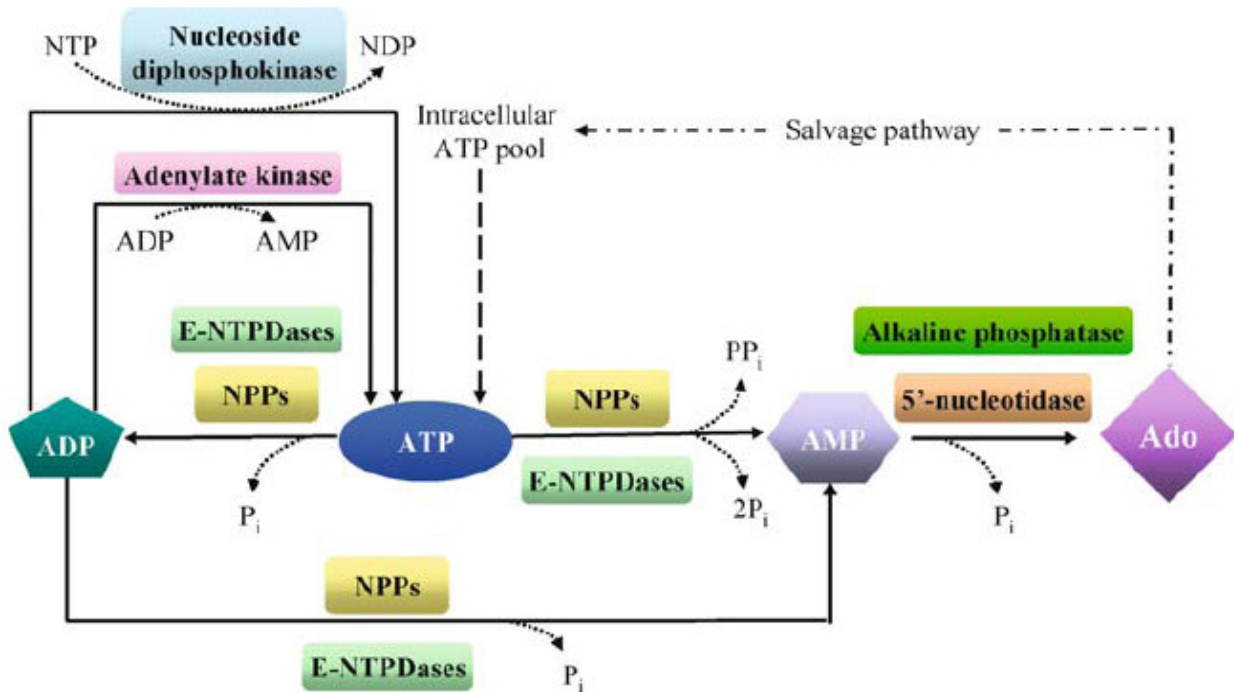 NTP
Nucleoside
diphosphokinase
NDP
Intracellular
ATP pool
Salvage pathway
Adenylate kinase
ADP
AMP
E-NTPDases
Alkaline phosphatase
PPᵢ
NPPs
NPPs
5’-nucleotidase
ADP
ATP
AMP
Ado
E-NTPDases
Pᵢ
2Pᵢ
Pᵢ
NPPs
E-NTPDases
Pᵢ